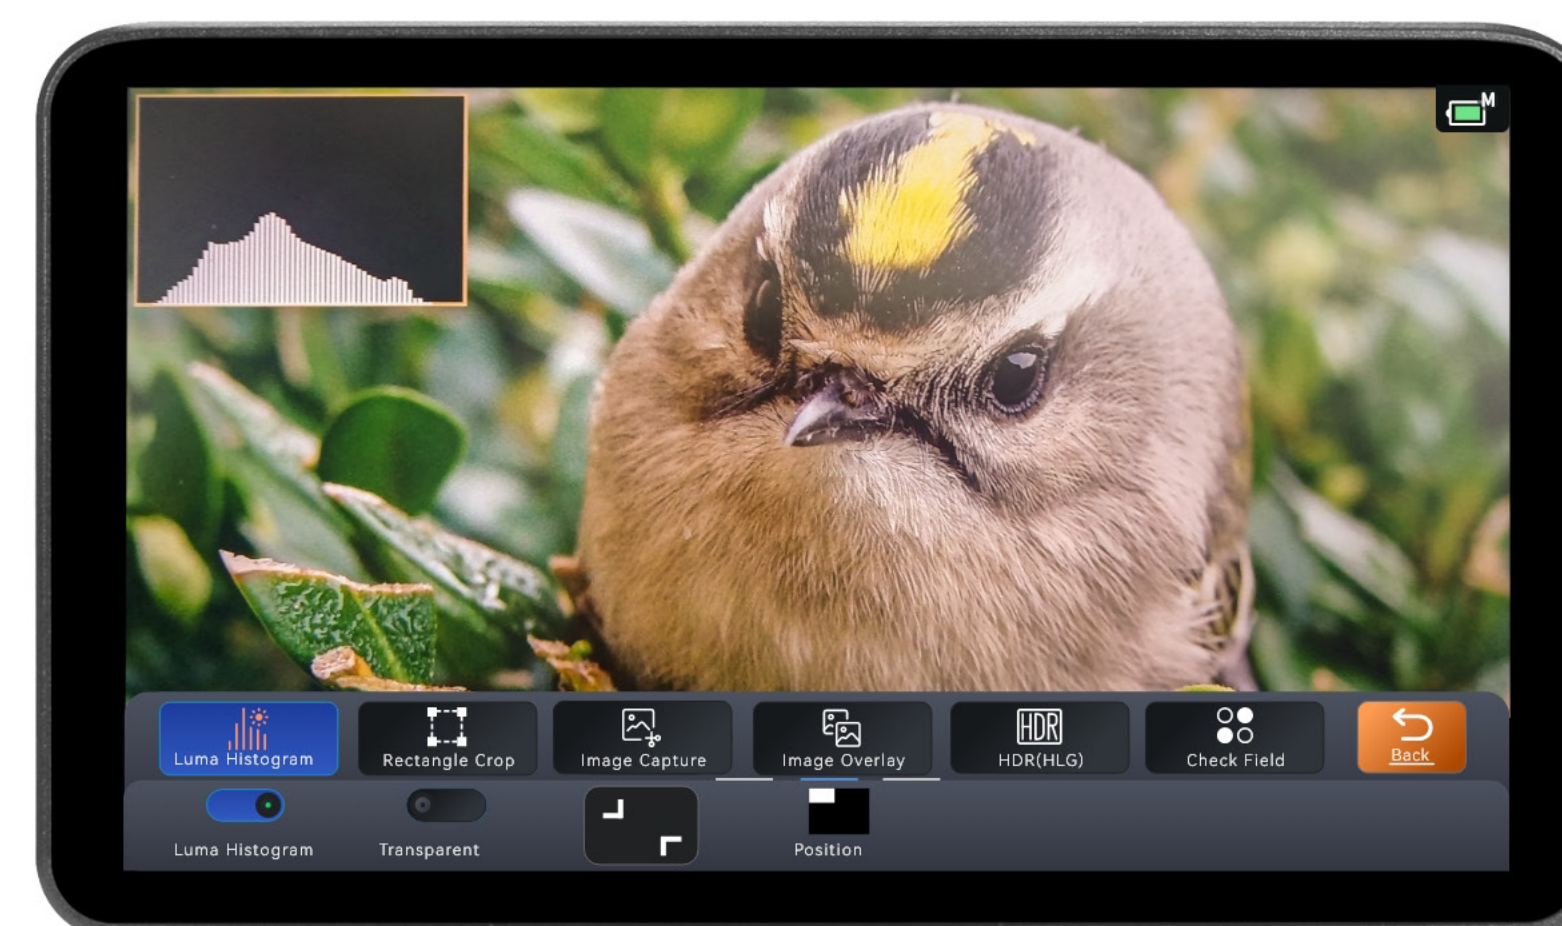 M
Luma Histogram
Rectangle Crop
Image Capture
Image Overlay
HDR
HDR(HLG)
Check Field
Back
Luma Histogram
Transparent
Position